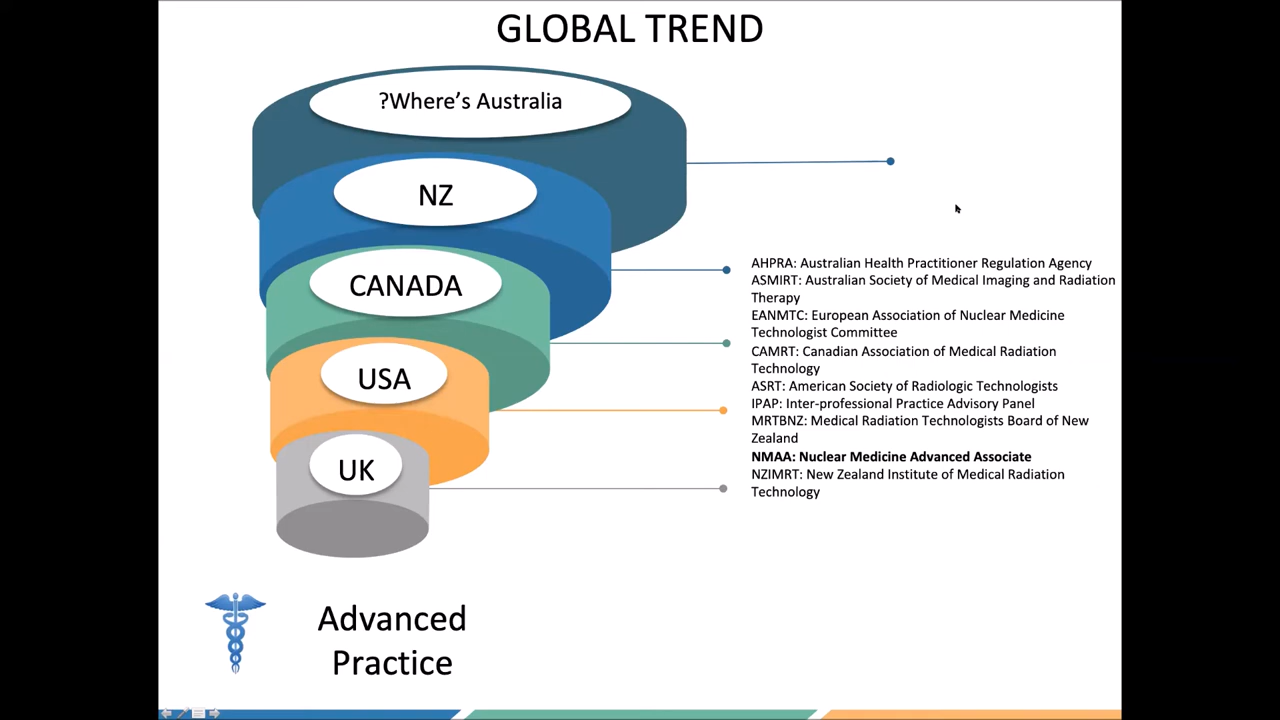 GLOBAL TREND
?Where's Australia
NZ
CANADA
USA
UK
AHPRA: Australian Health Practitioner Regulation Agency
ASMIRT: Australian Society of Medical Imaging and Radiation
Therapy
EANMTC: European Association of Nuclear Medicine
Technologist Committee
CAMRT: Canadian Association of Medical Radiation
Technology
ASRT: American Society of Radiologic Technologists
IPAP: Inter-professional Practice Advisory Panel
MRTBNZ: Medical Radiation Technologists Board of New
Zealand
NMAA: Nuclear Medicine Advanced Associate
NZIMRT: New Zealand Institute of Medical Radiation
Technology
Advanced
Practice